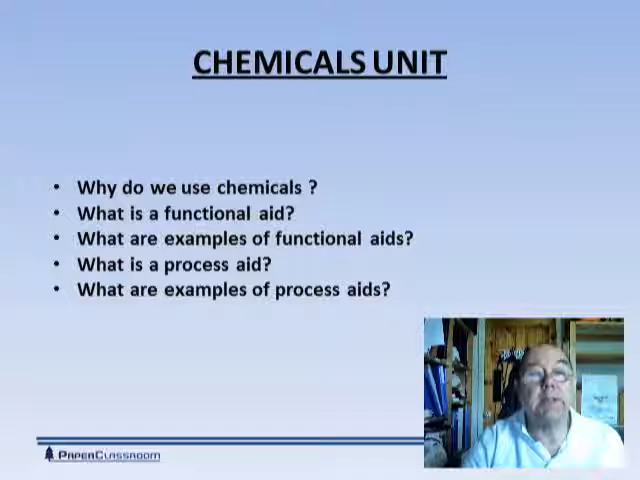 CHEMICALS UNIT
• Why do we use chemicals ?
• What is a functional aid?
• What are examples of functional aids?
• What is a process aid?
• What are examples of process aids?
PAPERCLASSROOM